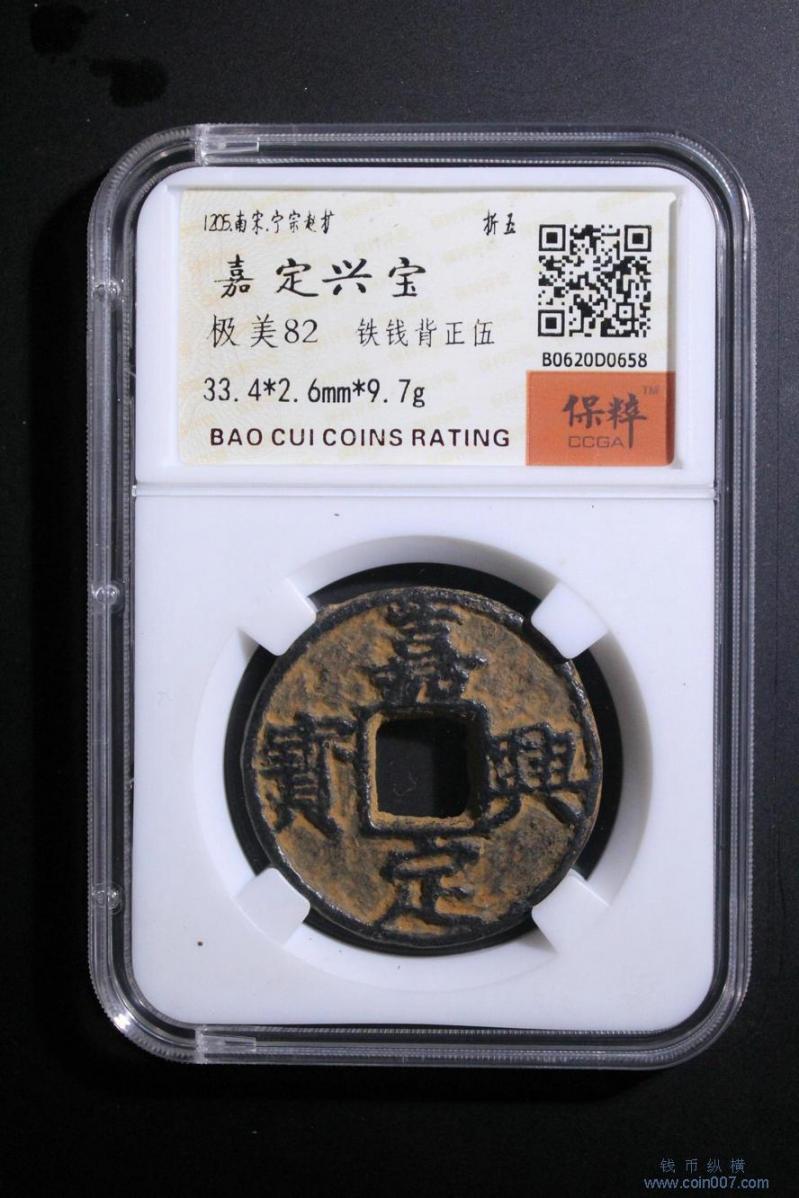 1205.南宋.宁宗赵扩 折五
嘉定兴宝
极美82 铁钱背正伍
B0620D0658
33.4*2.6mm*9.7g
保粹™
CCGA
BAO CUI COINS RATING
嘉
寶 興
定
钱币纵横
www.coin007.com